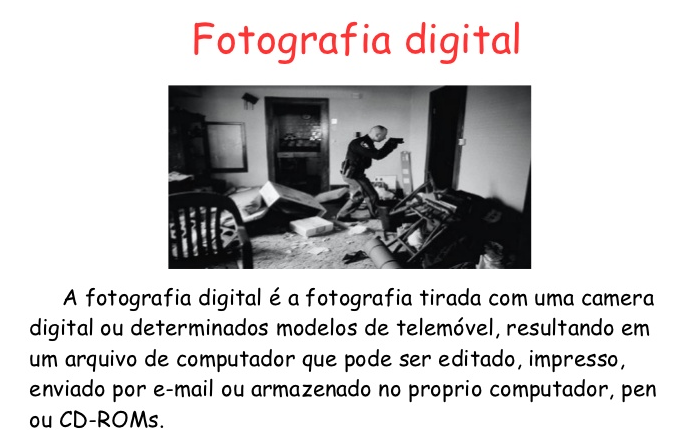 Fotografia digital
A fotografia digital é a fotografia tirada com uma camera
digital ou determinados modelos de telemóvel, resultando em
um arquivo de computador que pode ser editado, impresso,
enviado por e-mail ou armazenado no proprio computador, pen
ou CD-ROMs.